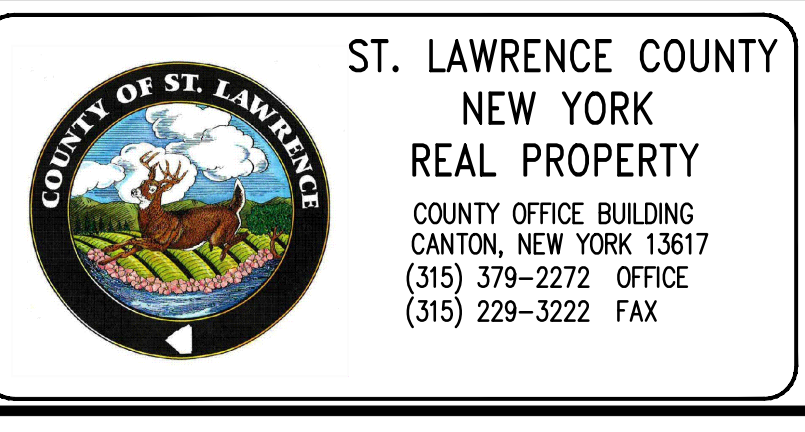 COUNTY OF ST. LAWRENCE
ST. LAWRENCE COUNTY
NEW YORK
REAL PROPERTY
COUNTY OFFICE BUILDING
CANTON, NEW YORK 13617
(315) 379-2272 OFFICE
(315) 229-3222 FAX